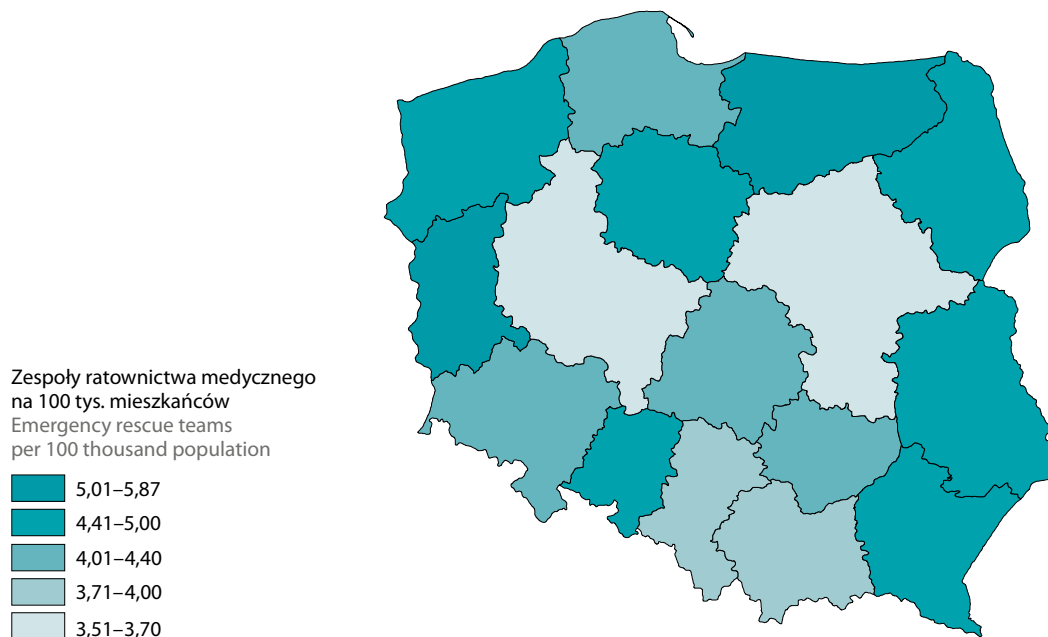 Zespoły ratownictwa medycznego
na 100 tys. mieszkańców
Emergency rescue teams
per 100 thousand population
5,01–5,87
4,41–5,00
4,01–4,40
3,71–4,00
3,51–3,70